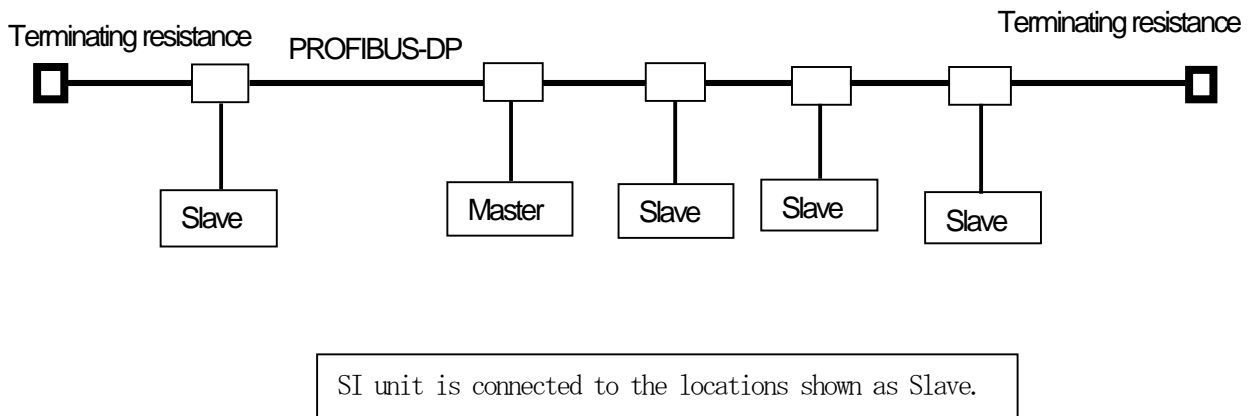 Terminating resistance
Terminating resistance
PROFIBUS-DP
Slave
Master
Slave
Slave
Slave
SI unit is connected to the locations shown as Slave.